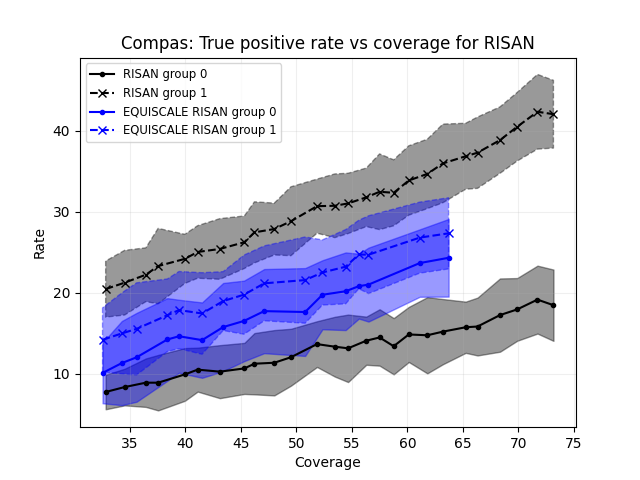 Compas: True positive rate vs coverage for RISAN
RISAN group 0
RISAN group 1
EQUISCALE RISAN group 0
EQUISCALE RISAN group 1
Rate
40
30
20
10
35 40 45 50 55 60 65 70 75
Coverage